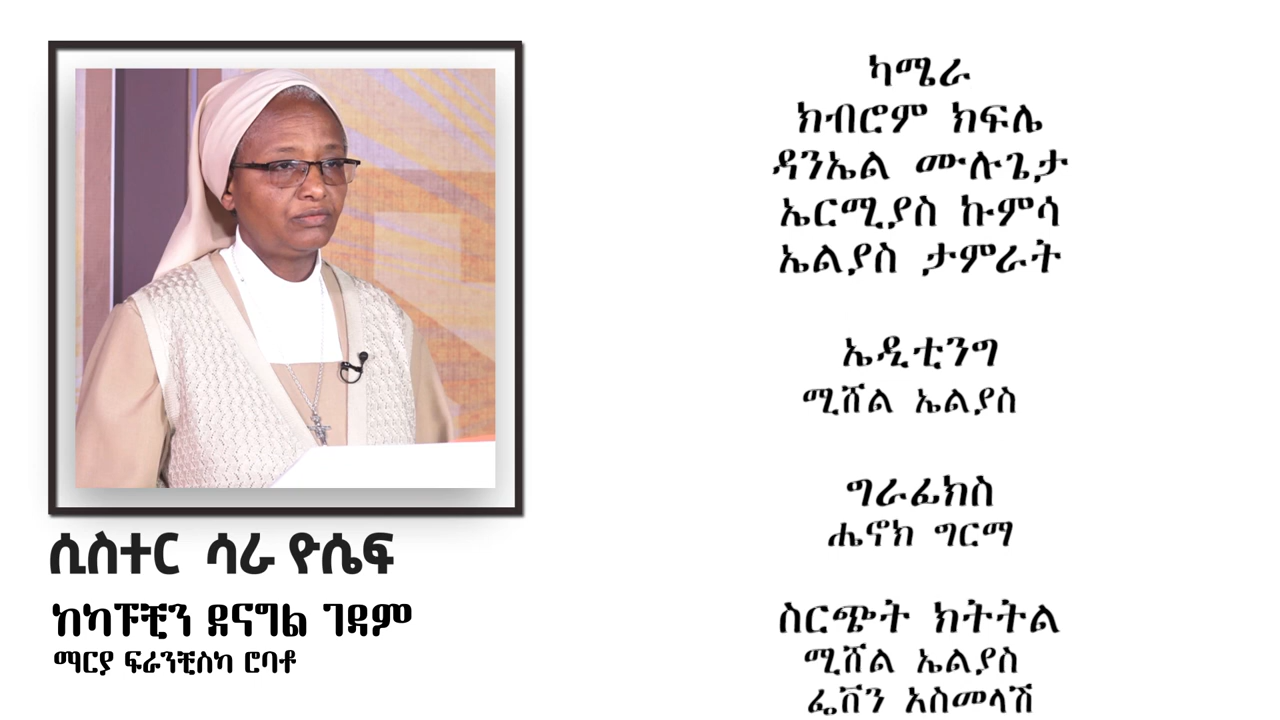 ሲስተር ሳራ ዮሴፍ
ከካፑቺን ደናግል ገዳም
ማርያ ፍራንቺስካ ሮባቶ
ካሜራ
ክብሮም ክፍሌ
ዳንኤል ሙሉጌታ
ኤርሚያስ ኩምሳ
ኤልያስ ታምራት
ኤዲቲንግ
ሚሸል ኤልያስ
ግራፊክስ
ሔኖክ ግርማ
ስርጭት ክትትል
ሚሸል ኤልያስ
ፌቨን አስመላሽ